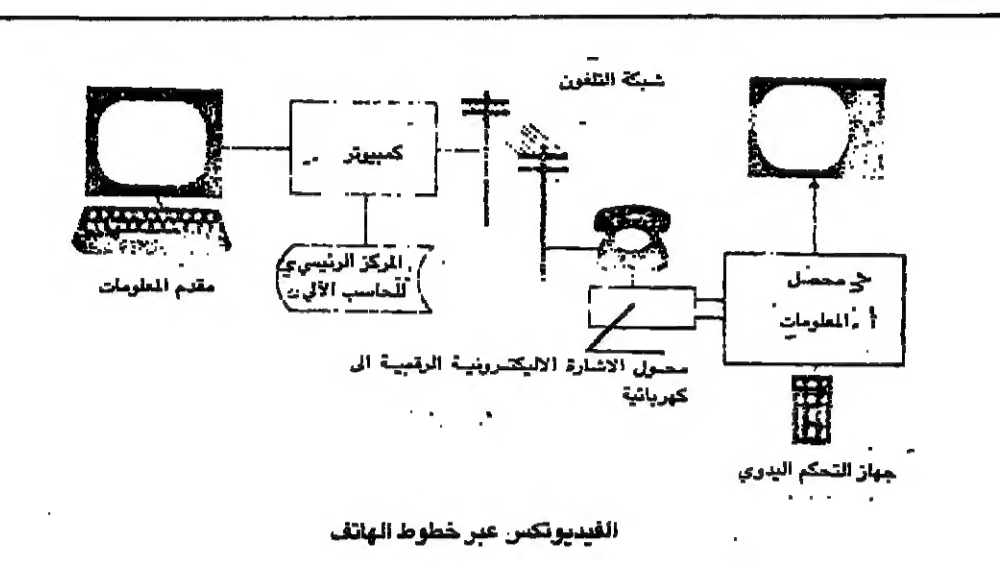 شبكة التلفون
كمبيوتر
المركز الرئيسي
للحاسب الآلي
مقدم المعلومات
محصل
المعلومات
محول الاشارة الاليكترونية الرقمية الى
كهربائية
جهاز التحكم اليدوي
الفيديوتكس عبر خطوط الهاتف